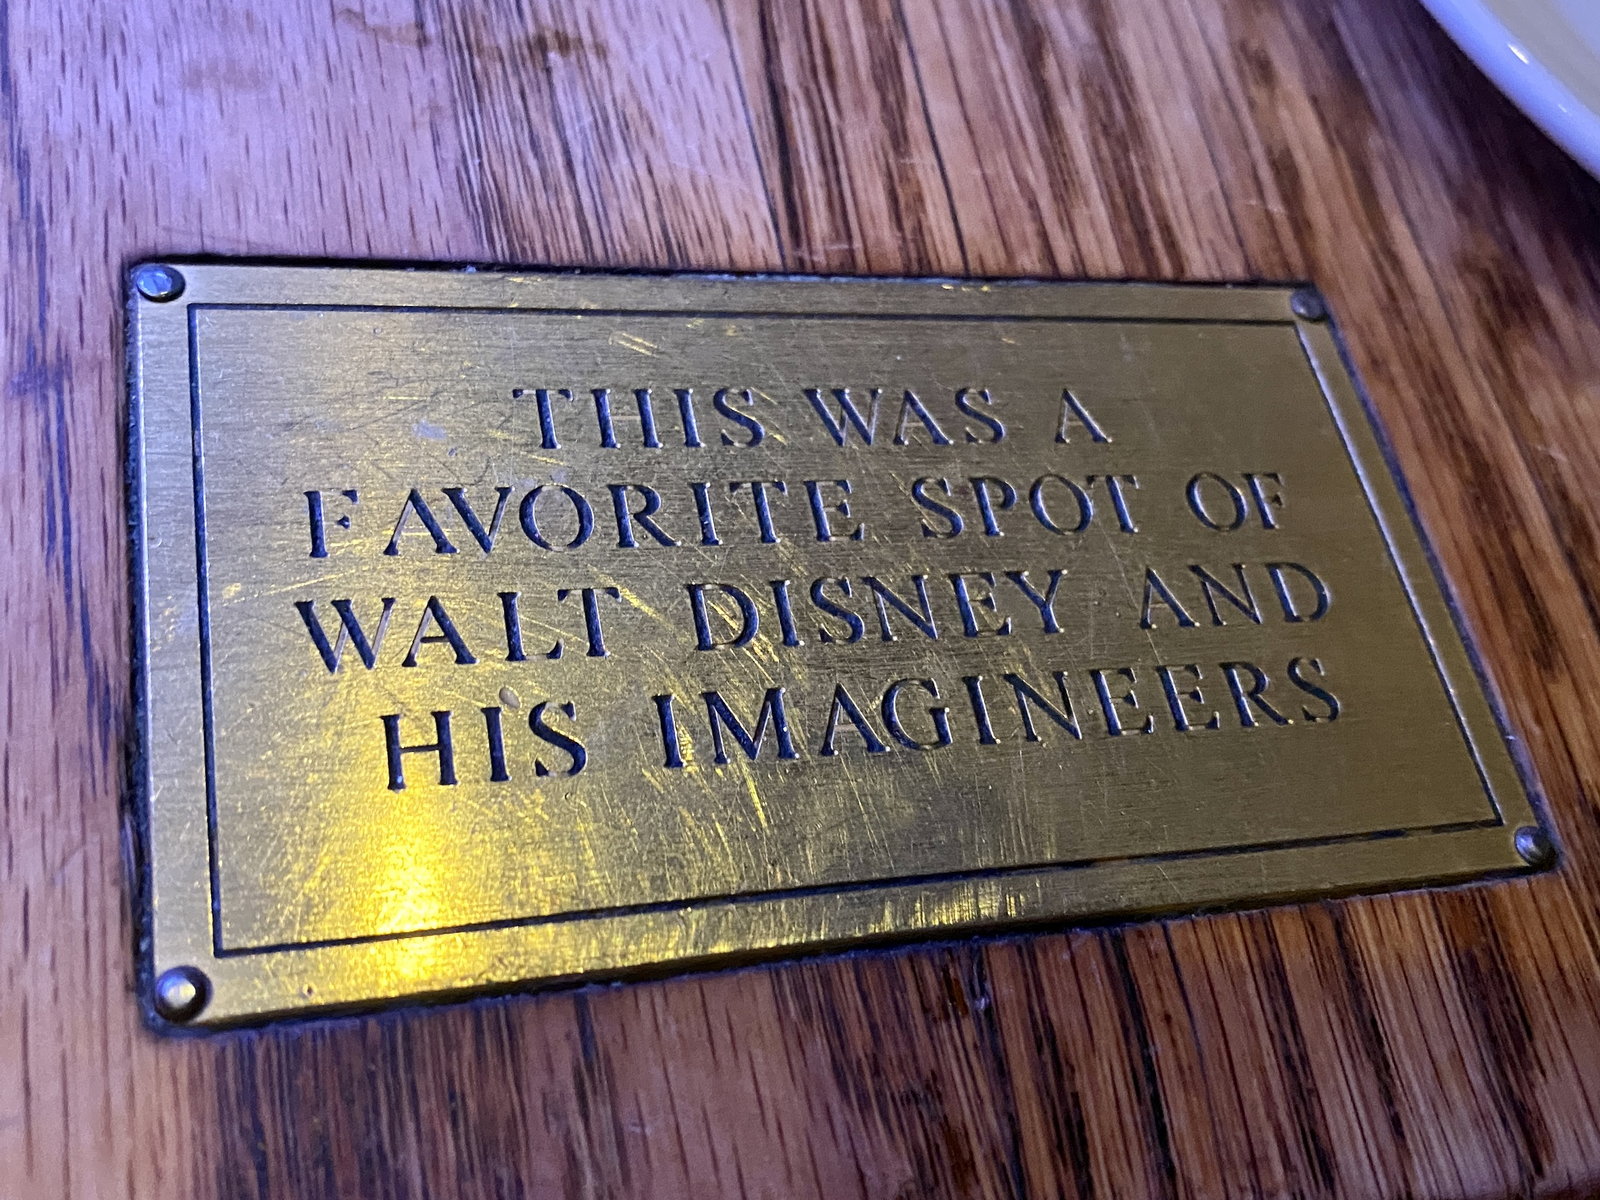 THIS WAS A
FAVORITE SPOT OF
WALT DISNEY AND
HIS IMAGINEERS